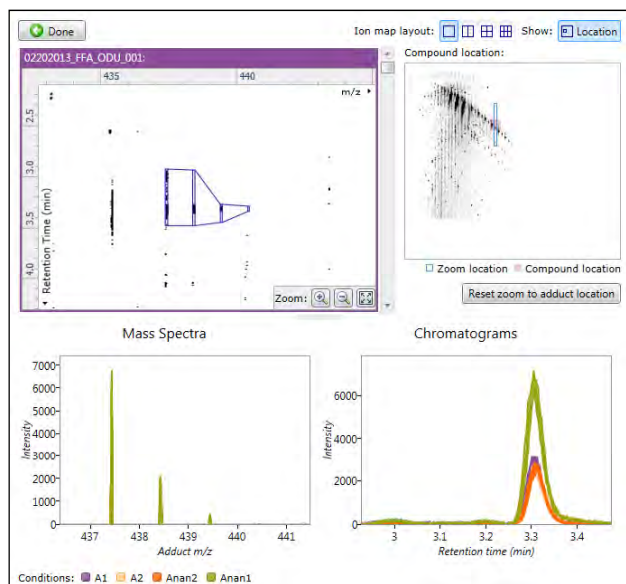 Done
Ion map layout: Show: Location
02202013_FFA_ODU_001:
Compound location:
435 440
m/z
2.5
3.0
3.5
4.0
Retention Time (min)
Zoom:
Zoom location Compound location
Reset zoom to adduct location
Mass Spectra
Chromatograms
7000
6000
5000
4000
3000
2000
1000
0
Intensity
437 438 439 440 441
Adduct m/z
6000
4000
2000
0
Intensity
3 3.1 3.2 3.3 3.4
Retention time (min)
Conditions: A1 A2 Anan2 Anan1